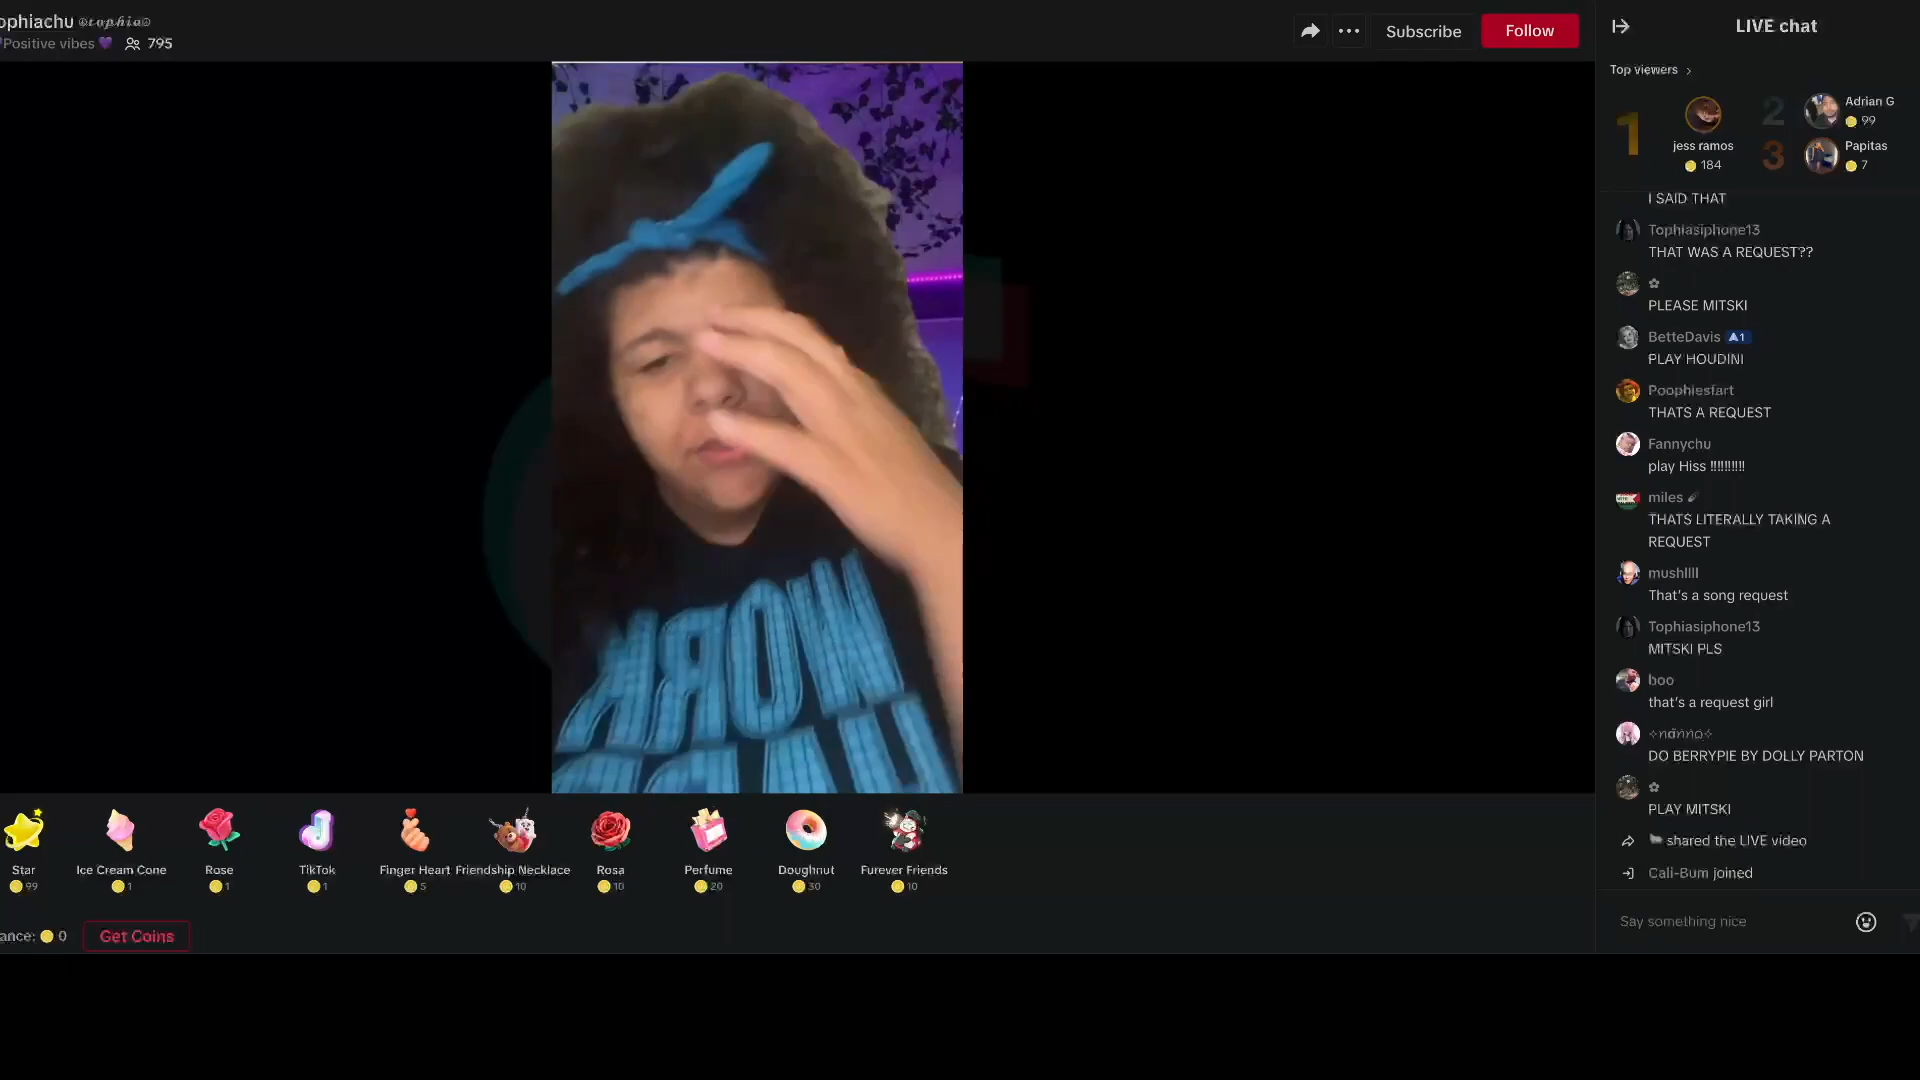 ophiachu
Positive vibes 795
Subscribe
Follow
LIVE chat
Top viewers
1
jess ramos
184
2
Adrian G
99
3
Papitas
7
I SAID THAT
Tophiasiphone13
THAT WAS A REQUEST??
PLEASE MITSKI
BetteDavis 1
PLAY HOUDINI
Poophiesfart
THATS A REQUEST
Fannychu
play Hiss !!!!!!!!!!
miles
THATS LITERALLY TAKING A
REQUEST
mushllll
That's a song request
Tophiasiphone13
MITSKI PLS
boo
that's a request girl
DO BERRYPIE BY DOLLY PARTON
PLAY MITSKI
shared the LIVE video
Cali-Bum joined
Say something nice
WORK
Star
99
Ice Cream Cone
1
Rose
1
TikTok
1
Finger Heart
5
Friendship Necklace
10
Rosa
10
Perfume
20
Doughnut
30
Furever Friends
10
ance: 0
Get Coins